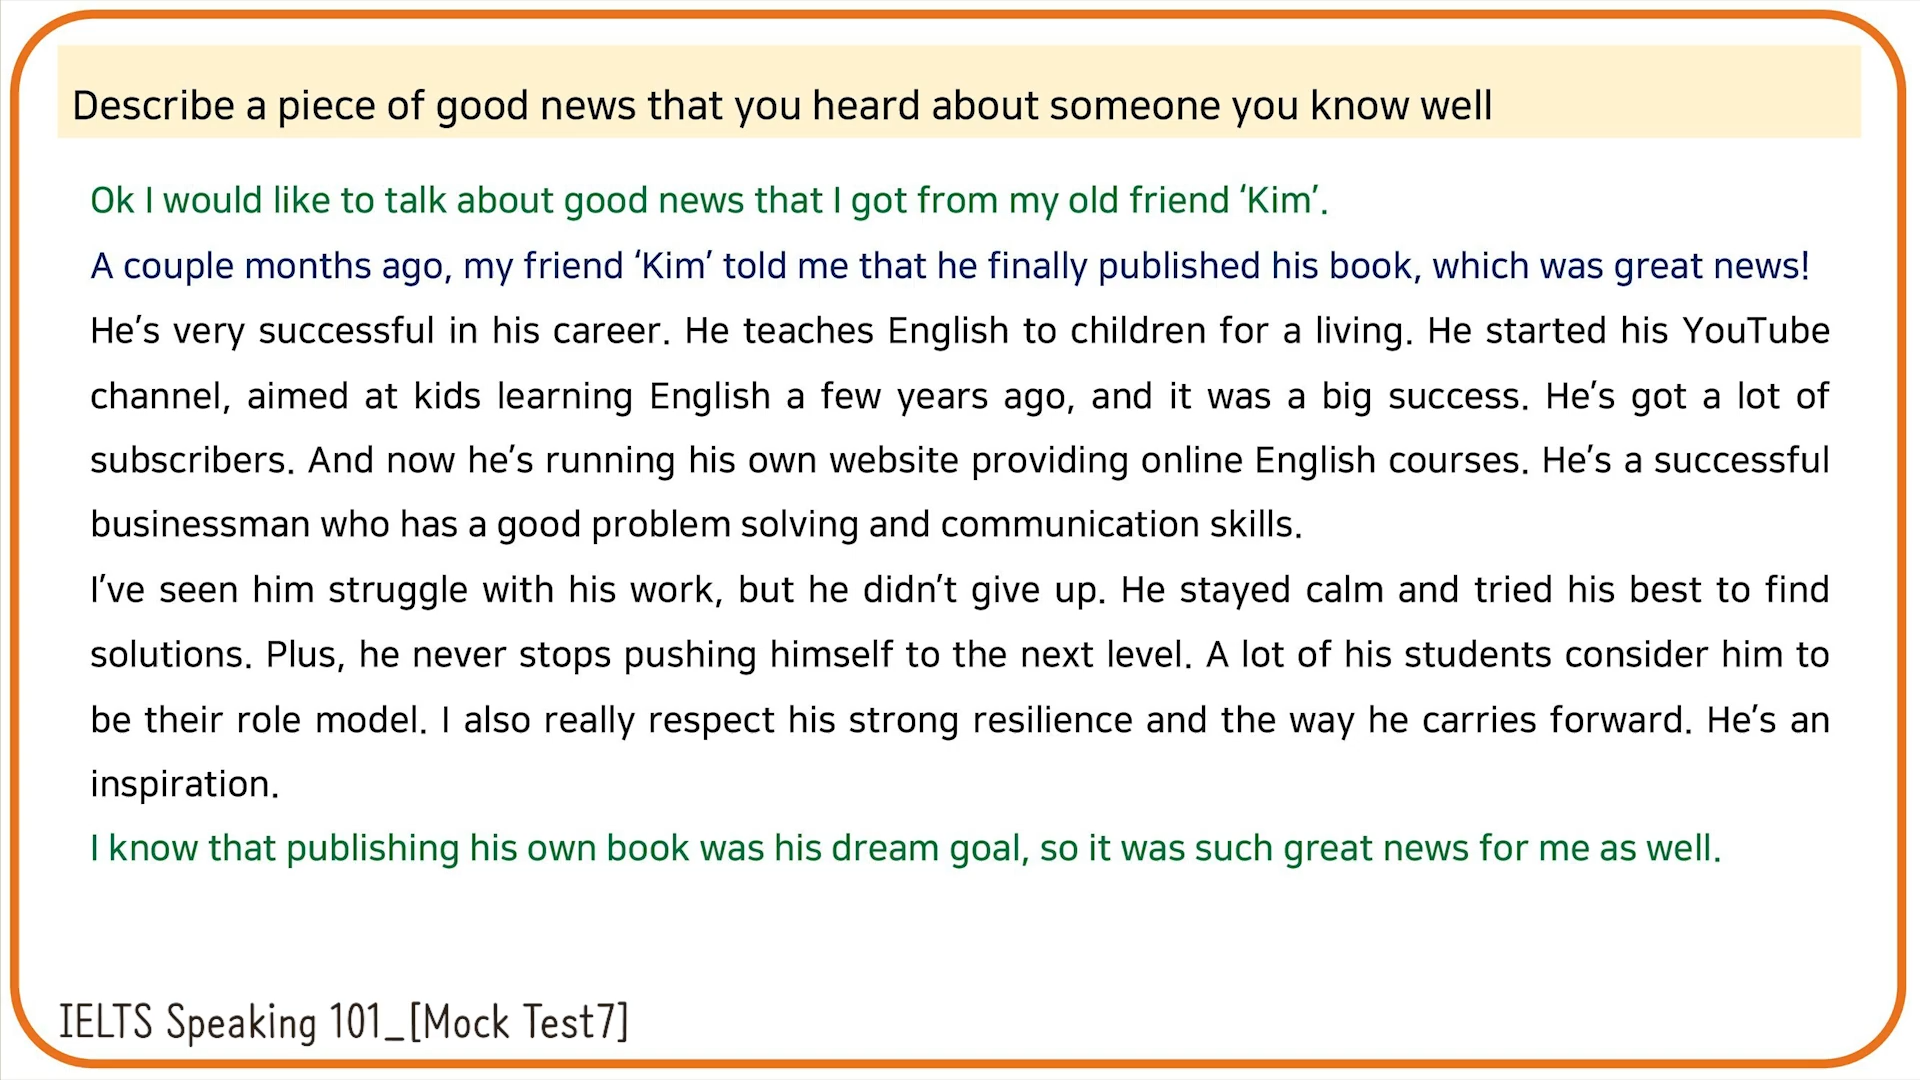 Describe a piece of good news that you heard about someone you know well
Ok I would like to talk about good news that I got from my old friend ‘Kim’.
A couple months ago, my friend ‘Kim’ told me that he finally published his book, which was great news!
He’s very successful in his career. He teaches English to children for a living. He started his YouTube
channel, aimed at kids learning English a few years ago, and it was a big success. He’s got a lot of
subscribers. And now he’s running his own website providing online English courses. He’s a successful
businessman who has a good problem solving and communication skills.
I’ve seen him struggle with his work, but he didn’t give up. He stayed calm and tried his best to find
solutions. Plus, he never stops pushing himself to the next level. A lot of his students consider him to
be their role model. I also really respect his strong resilience and the way he carries forward. He’s an
inspiration.
I know that publishing his own book was his dream goal, so it was such great news for me as well.
IELTS Speaking 101_[Mock Test7]